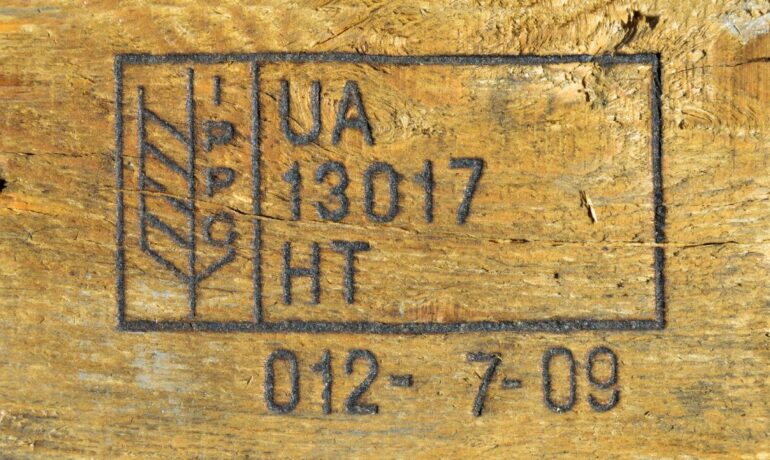 IPPC
UA
13017
HT
012- 7-09